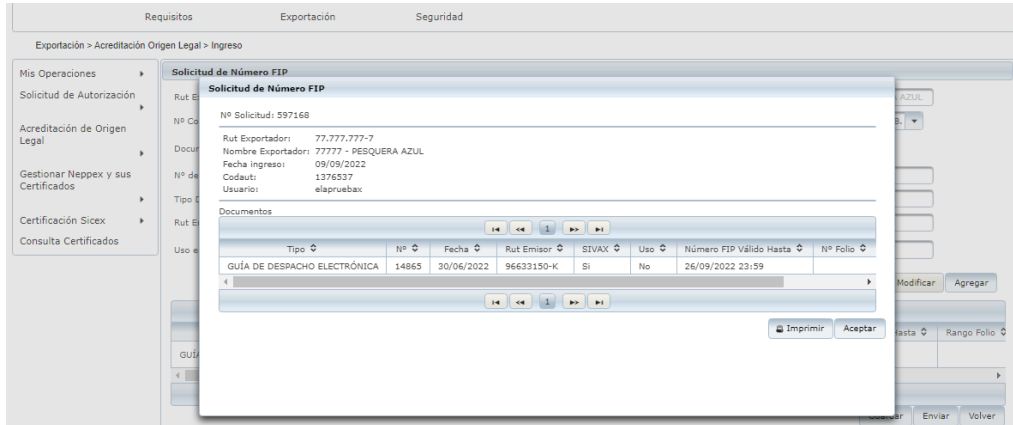 Requisitos Exportación Seguridad
Exportación > Acreditación Origen Legal > Ingreso
Mis Operaciones
Solicitud de Autorización
Acreditación de Origen
Legal
Gestionar Neppex y sus
Certificados
Certificación Sicex
Consulta Certificados
Solicitud de Número FIP
Rut E
AZUL
Nº Co
B.
Docum
Nº de
Tipo D
Rut E
Uso e
Solicitud de Número FIP
Nº Solicitud: 597168
Rut Exportador: 77.777.777-7
Nombre Exportador: 77777 - PESQUERA AZUL
Fecha ingreso: 09/09/2022
Codaut: 1376537
Usuario: elapruebax
Documentos
1
Tipo Nº Fecha Rut Emisor SIVAX Uso Número FIP Válido Hasta Nº Folio
GUÍA DE DESPACHO ELECTRÓNICA 14865 30/06/2022 96633150-K Si No 26/09/2022 23:59
1
Imprimir Aceptar
Modificar Agregar
Hasta Rango Folio
GUÍA
Enviar Volver